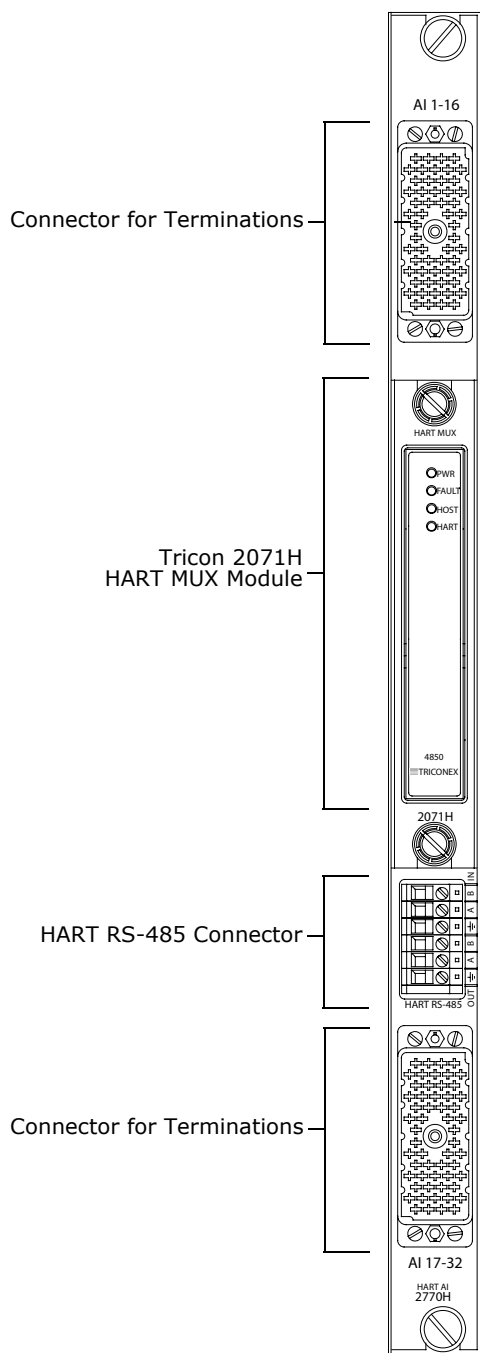 AI 1-16
Connector for Terminations
HART MUX
PWR
FAULT
HOST
HART
Tricon 2071H
HART MUX Module
4850
TRICONEX
2071H
HART RS-485 Connector
IN
B
A
B
A
OUT
HART RS-485
Connector for Terminations
AI 17-32
HART AI
2770H